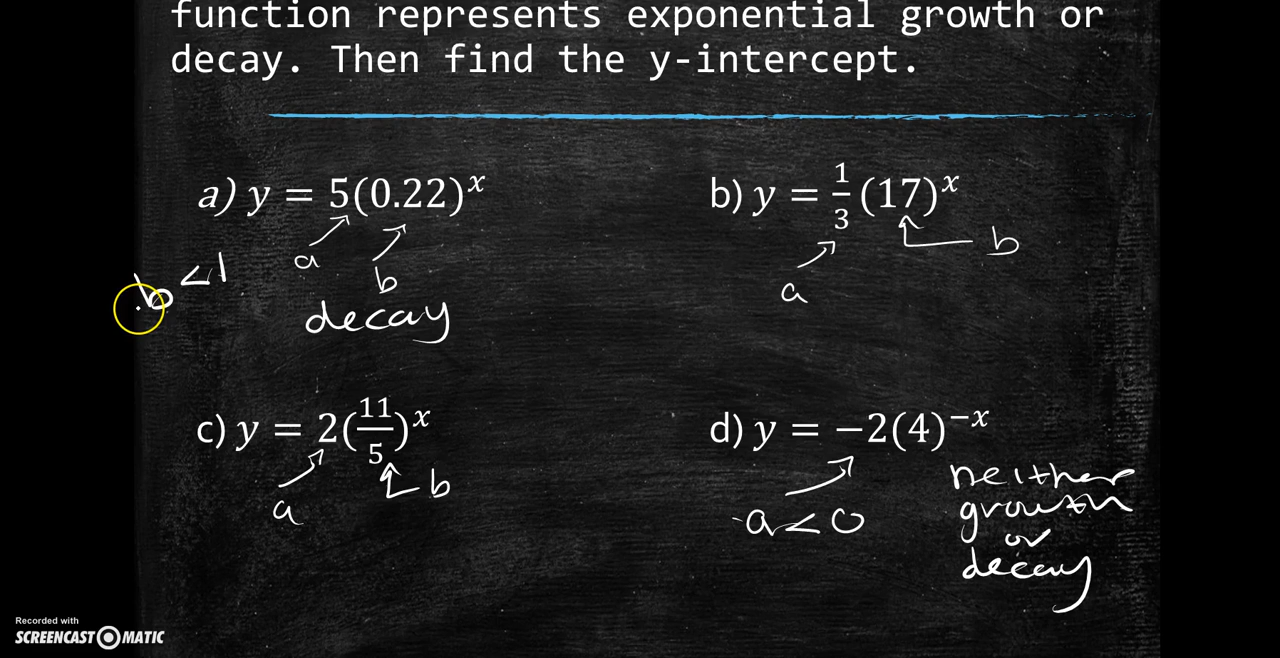 function represents exponential growth or
decay. Then find the y-intercept.
a) y = 5(0.22)^x
a
b
b < 1
decay
b) y = 1/3 (17)^x
a
b
c) y = 2(11/5)^x
a
b
d) y = −2(4)^−x
a < 0
neither
growth
or
decay
Recorded with
SCREENCAST MATIC